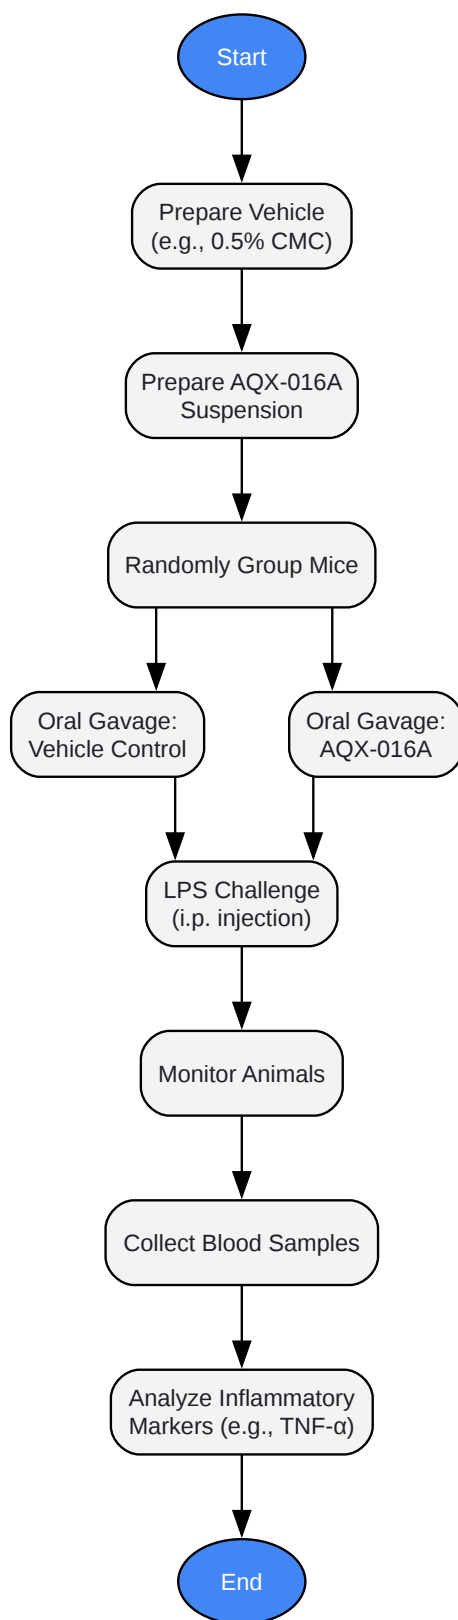 Start
Prepare Vehicle
(e.g., 0.5% CMC)
Prepare AQX-016A
Suspension
Randomly Group Mice
Oral Gavage:
Vehicle Control
Oral Gavage:
AQX-016A
LPS Challenge
(i.p. injection)
Monitor Animals
Collect Blood Samples
Analyze Inflammatory
Markers (e.g., TNF-α)
End